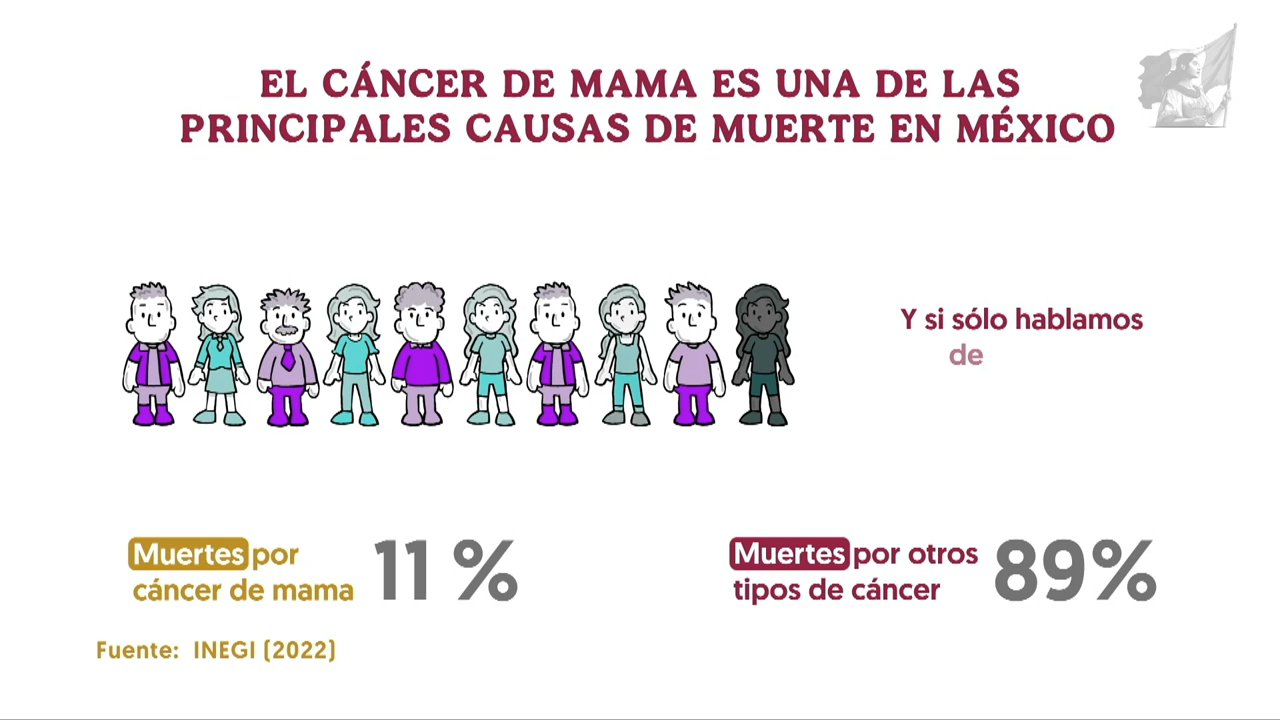 EL CÁNCER DE MAMA ES UNA DE LAS
PRINCIPALES CAUSAS DE MUERTE EN MÉXICO
Y si sólo hablamos
de
Muertes por
cáncer de mama
11 %
Muertes por otros
tipos de cáncer
89%
Fuente: INEGI (2022)